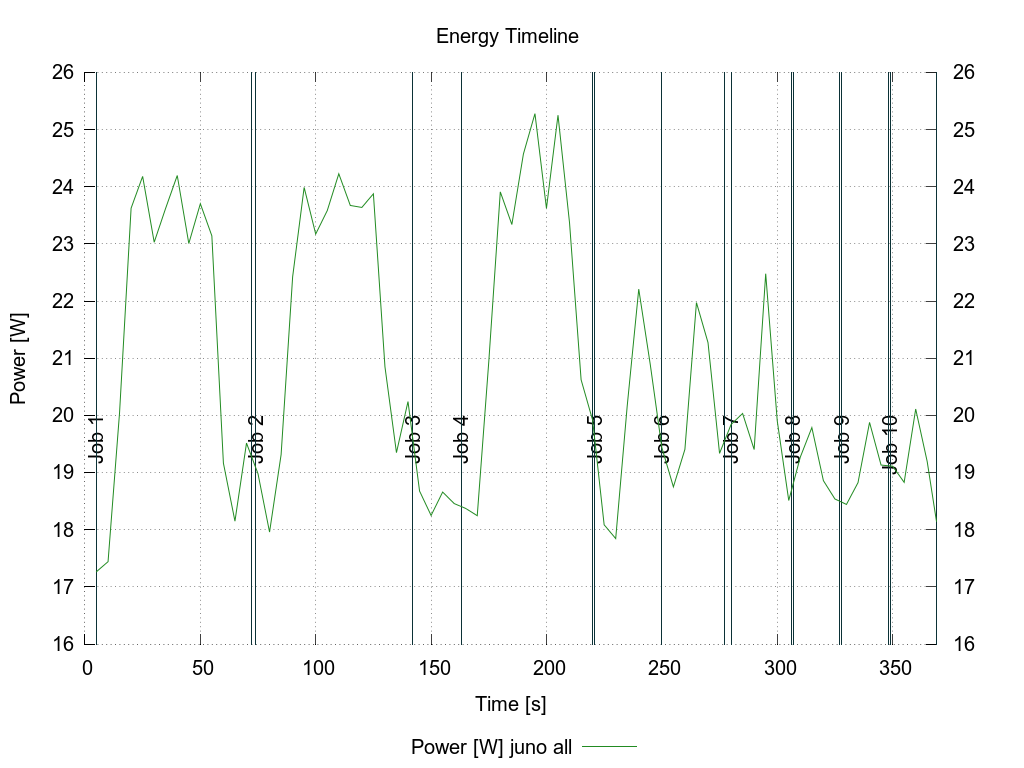 Energy Timeline
26 26
25 25
24 24
23 23
22 22
21 21
20 20
19 19
18 18
17 17
16 16
Power [W]
Job 1 Job 2 Job 3 Job 4 Job 5 Job 6 Job 7 Job 8 Job 9 Job 10
0 50 100 150 200 250 300 350
Time [s]
Power [W] juno all